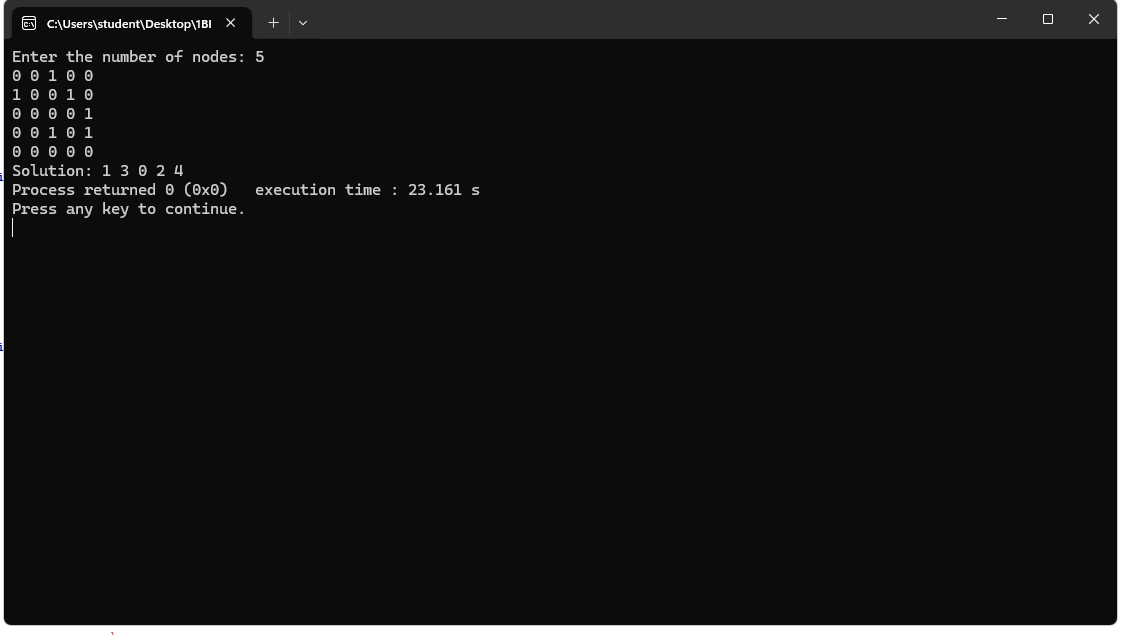 C:\Users\student\Desktop\1BI
Enter the number of nodes: 5
0 0 1 0 0
1 0 0 1 0
0 0 0 0 1
0 0 1 0 1
0 0 0 0 0
Solution: 1 3 0 2 4
Process returned 0 (0x0)   execution time : 23.161 s
Press any key to continue.